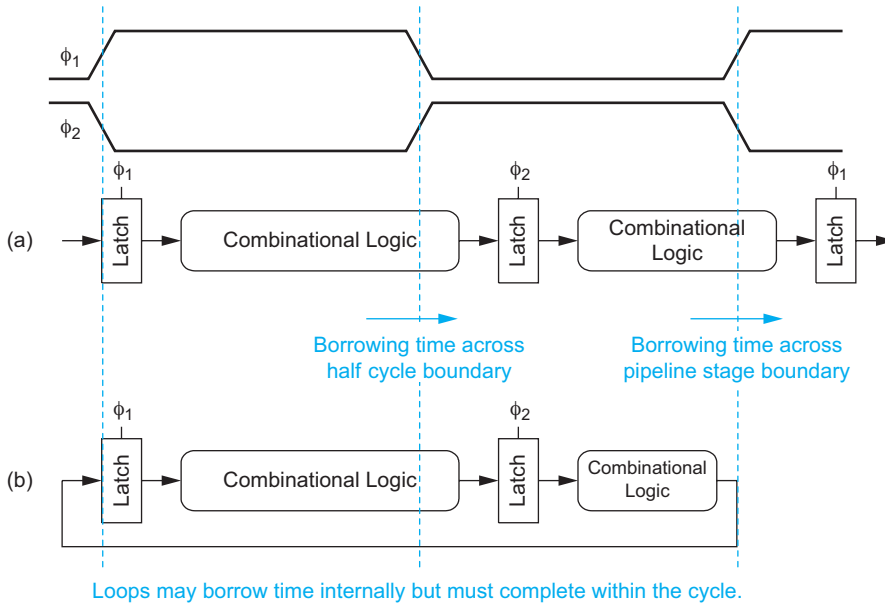 ϕ1
ϕ2
ϕ1
ϕ2
ϕ1
(a)
Latch
Combinational Logic
Latch
Combinational
Logic
Latch
Borrowing time across
half cycle boundary
Borrowing time across
pipeline stage boundary
ϕ1
ϕ2
(b)
Latch
Combinational Logic
Latch
Combinational
Logic
Loops may borrow time internally but must complete within the cycle.